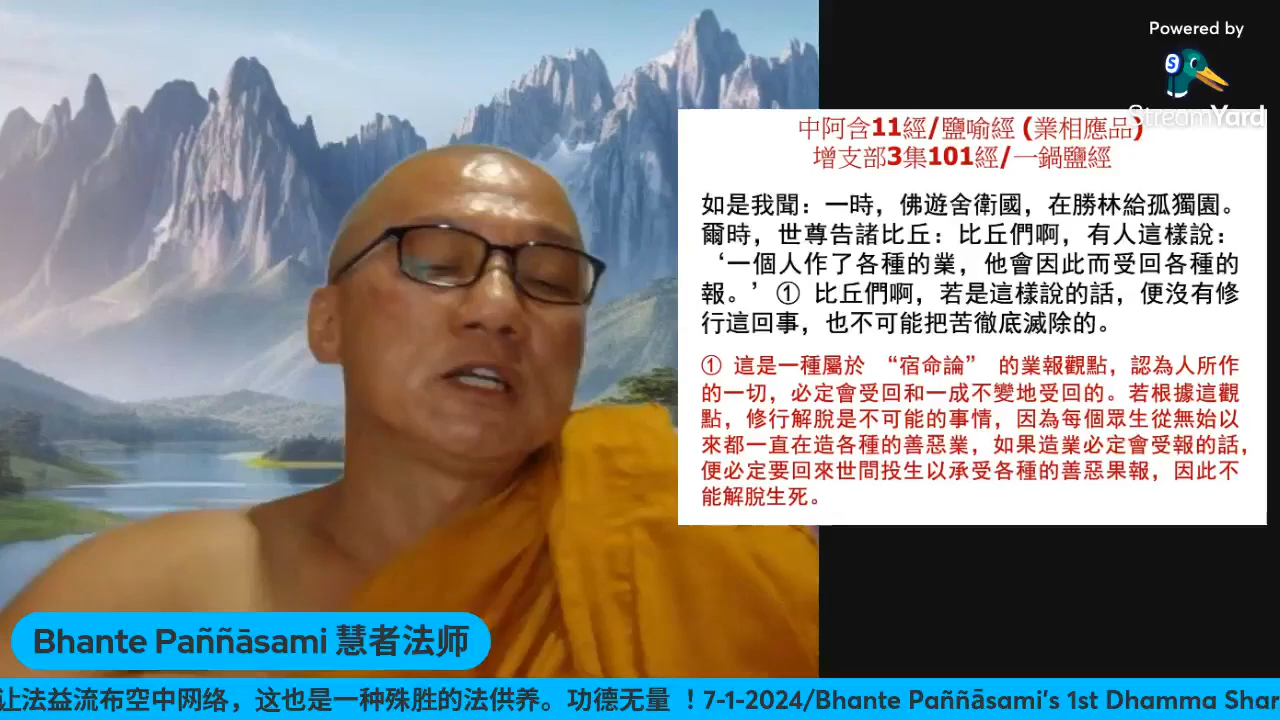 Powered by
StreamYard
中阿含11經/鹽喻經 (業相應品)
增支部3集101經/一鍋鹽經
如是我聞：一時，佛遊舍衛國，在勝林給孤獨園。
爾時，世尊告諸比丘：比丘們啊，有人這樣說：
‘一個人作了各種的業，他會因此而受回各種的
報。’ ① 比丘們啊，若是這樣說的話，便沒有修
行這回事，也不可能把苦徹底滅除的。
① 這是一種屬於 “宿命論” 的業報觀點，認為人所作
的一切，必定會受回和一成不變地受回的。若根據這觀
點，修行解脫是不可能的事情，因為每個眾生從無始以
來都一直在造各種的善惡業，如果造業必定會受報的話，
便必定要回來世間投生以承受各種的善惡果報，因此不
能解脫生死。
Bhante Paññāsami 慧者法师
让法益流布空中网络，这也是一种殊胜的法供养。功德无量 ！7-1-2024/Bhante Paññāsami's 1st Dhamma Shar